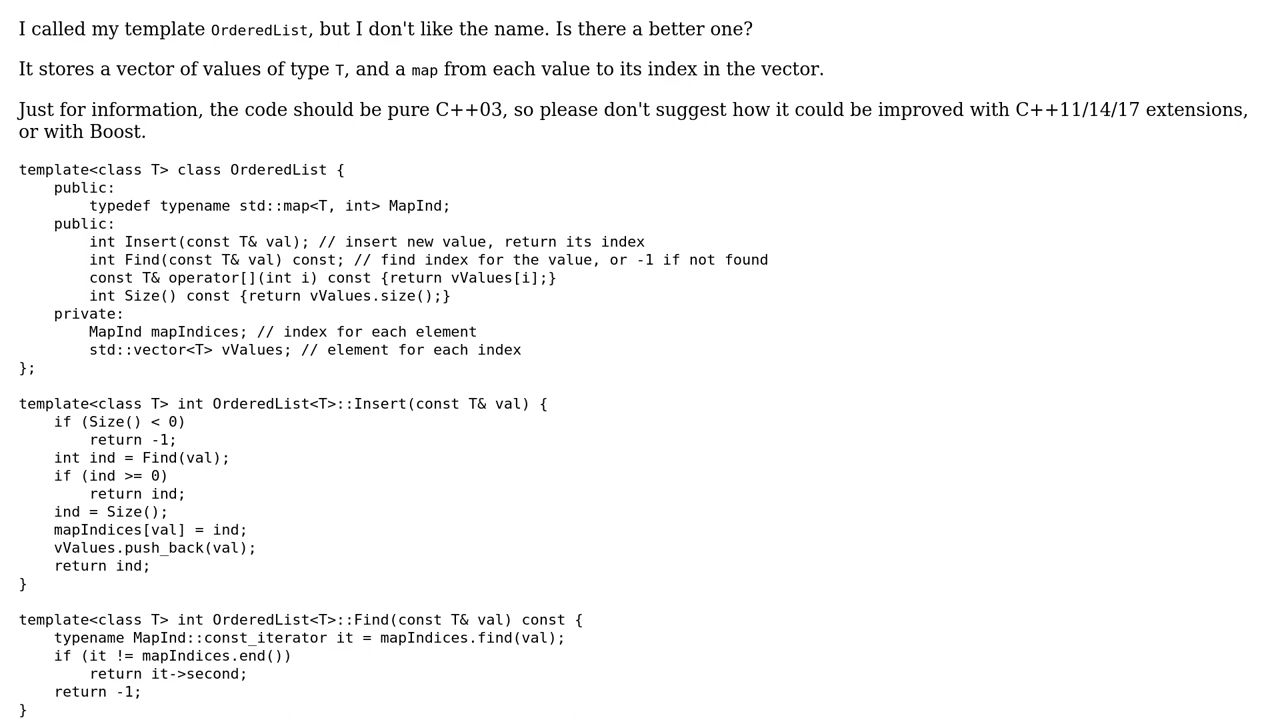 I called my template OrderedList, but I don't like the name. Is there a better one?
It stores a vector of values of type T, and a map from each value to its index in the vector.
Just for information, the code should be pure C++03, so please don't suggest how it could be improved with C++11/14/17 extensions,
or with Boost.
template<class T> class OrderedList {
    public:
        typedef typename std::map<T, int> MapInd;
    public:
        int Insert(const T& val); // insert new value, return its index
        int Find(const T& val) const; // find index for the value, or -1 if not found
        const T& operator[](int i) const {return vValues[i];}
        int Size() const {return vValues.size();}
    private:
        MapInd mapIndices; // index for each element
        std::vector<T> vValues; // element for each index
};
template<class T> int OrderedList<T>::Insert(const T& val) {
    if (Size() < 0)
        return -1;
    int ind = Find(val);
    if (ind >= 0)
        return ind;
    ind = Size();
    mapIndices[val] = ind;
    vValues.push_back(val);
    return ind;
}
template<class T> int OrderedList<T>::Find(const T& val) const {
    typename MapInd::const_iterator it = mapIndices.find(val);
    if (it != mapIndices.end())
        return it->second;
    return -1;
}